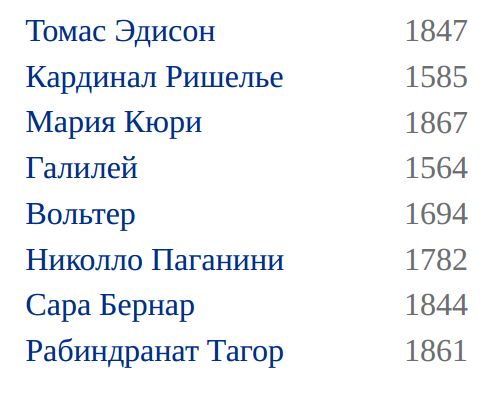 Томас Эдисон 1847
Кардинал Ришелье 1585
Мария Кюри 1867
Галилей 1564
Вольтер 1694
Николло Паганини 1782
Сара Бернар 1844
Рабиндранат Тагор 1861